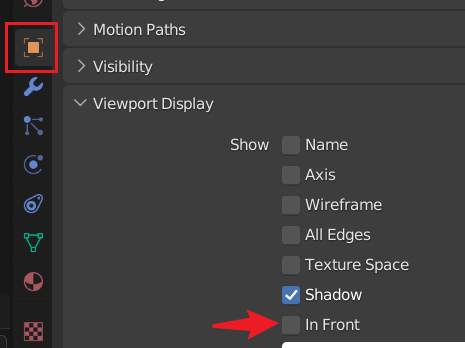 Motion Paths
Visibility
Viewport Display
Show Name
Axis
Wireframe
All Edges
Texture Space
Shadow
In Front